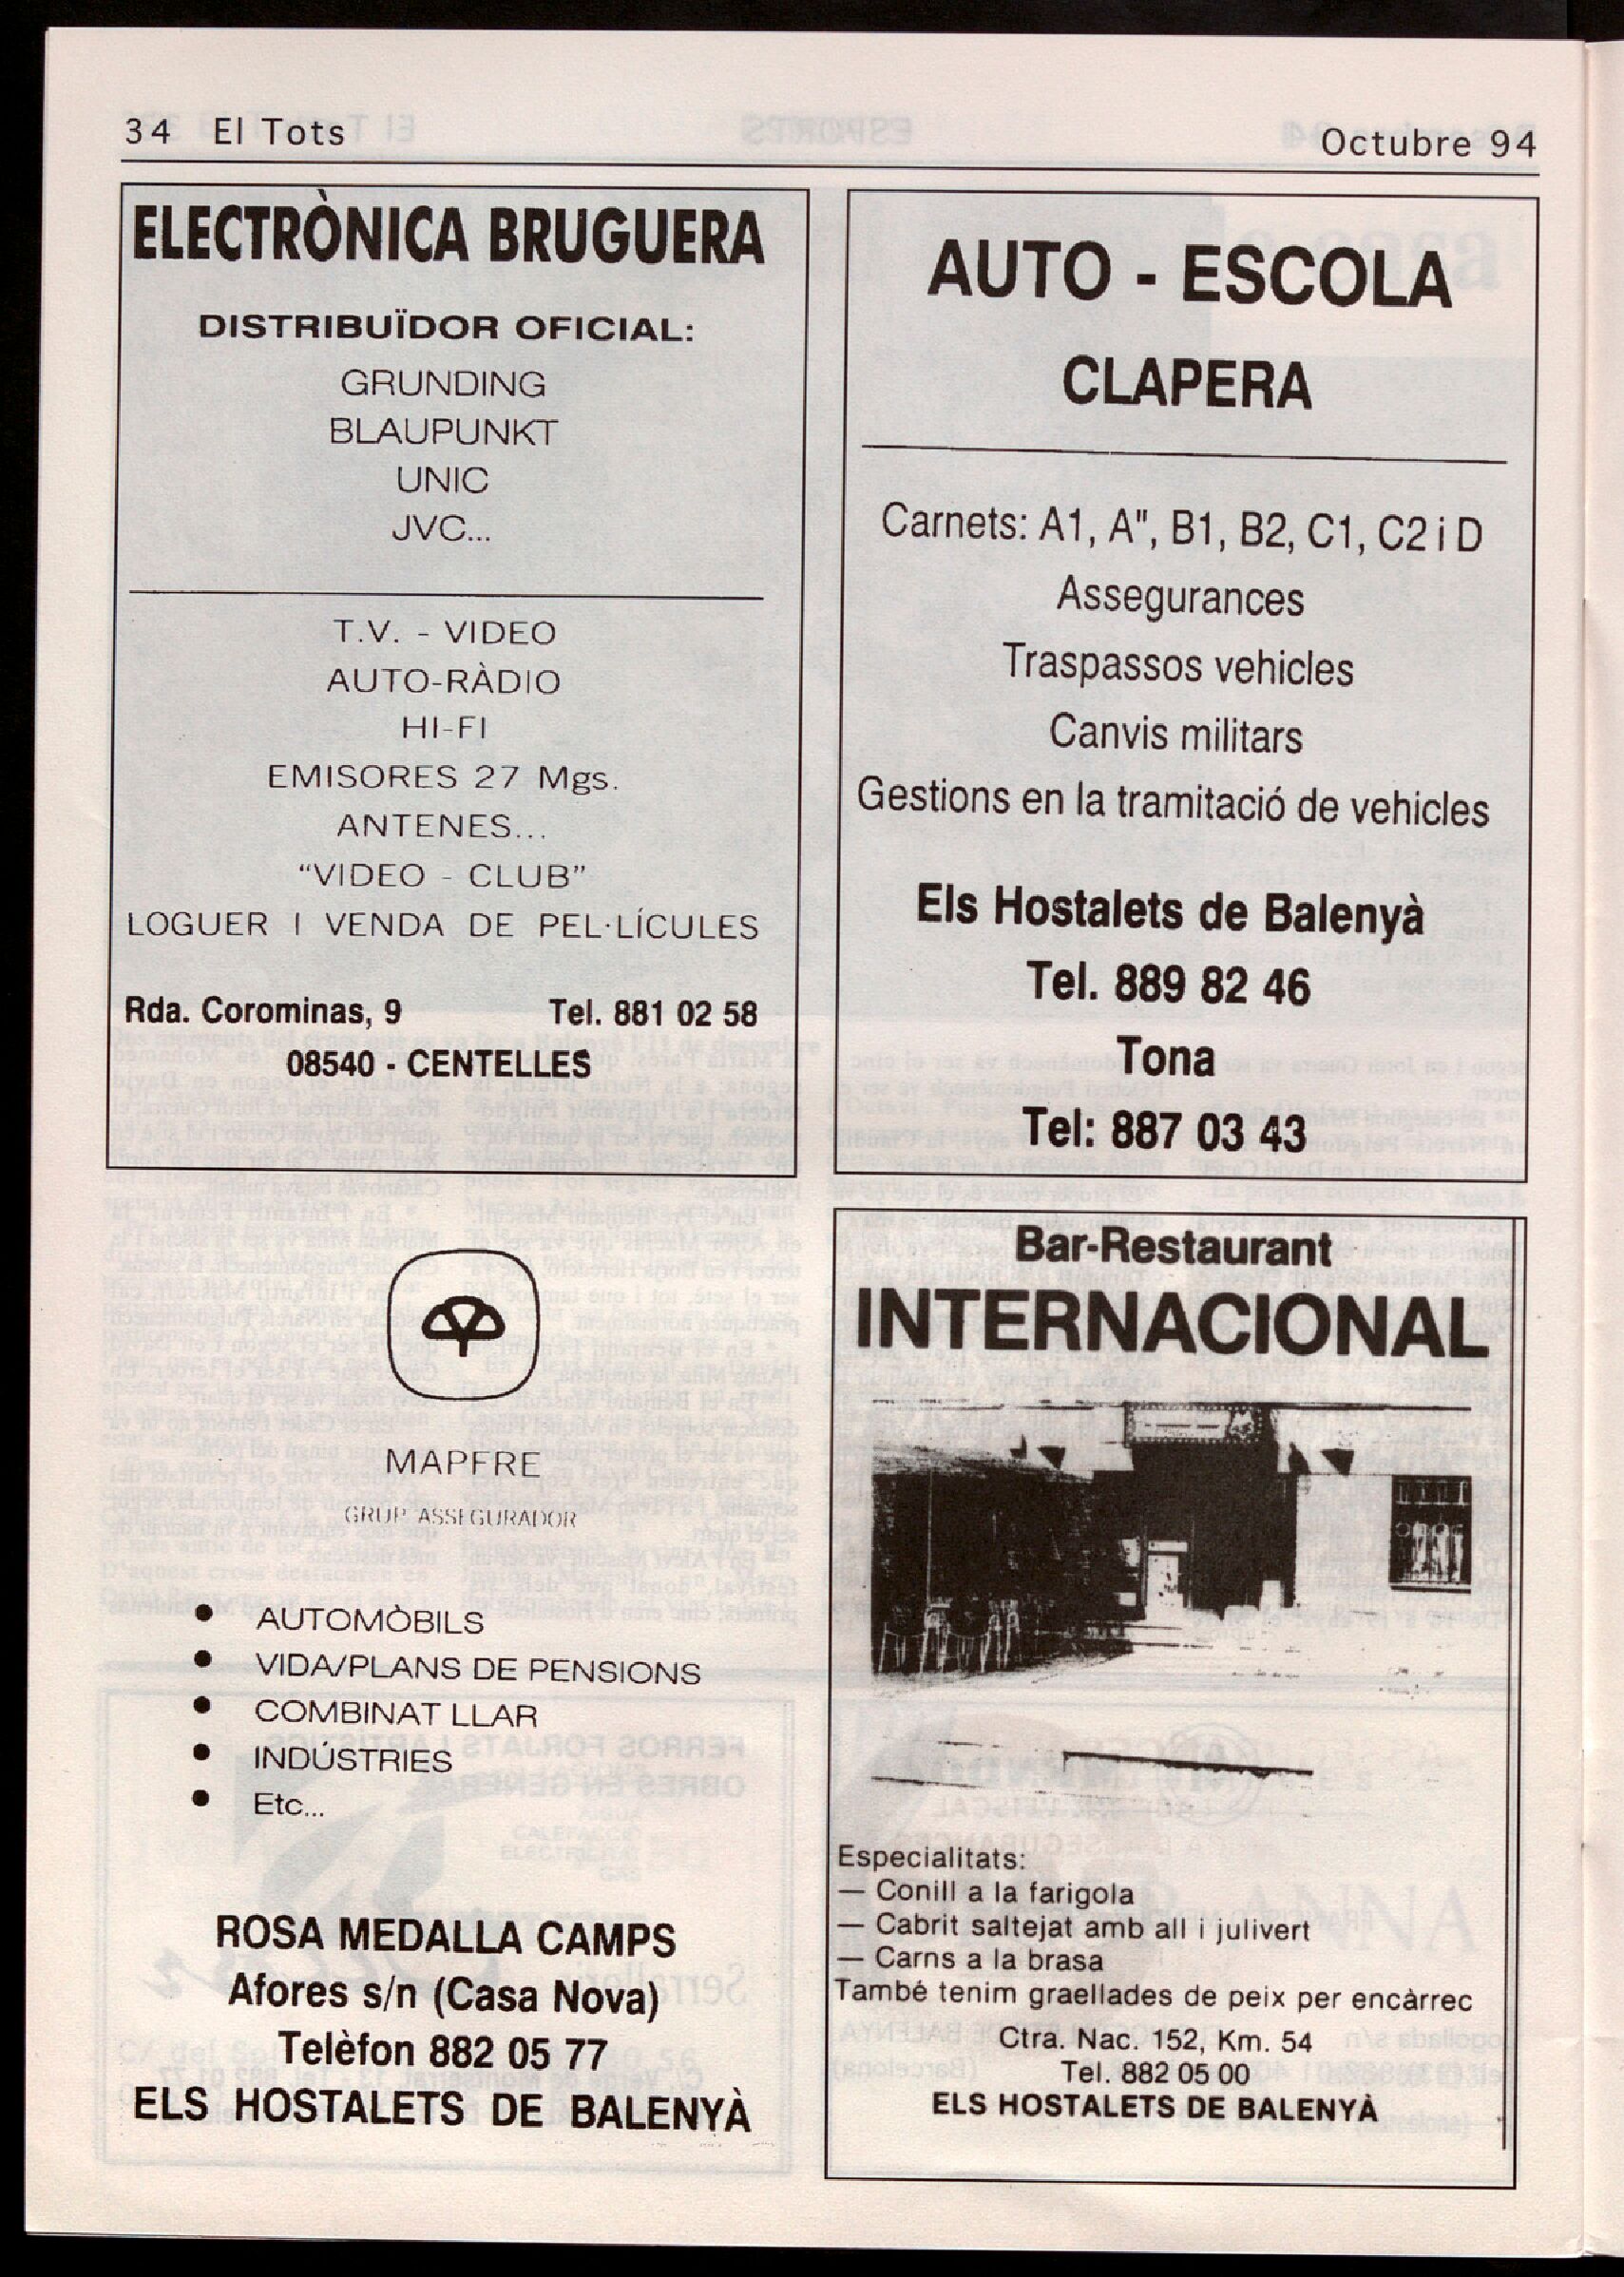 34 El Tots
Octubre 94
ELECTRÒNICA BRUGUERA
DISTRIBUÏDOR OFICIAL:
GRUNDING
BLAUPUNKT
UNIC
JVC...
T.V. - VIDEO
AUTO-RÀDIO
HI-FI
EMISORES 27 Mgs.
ANTENES...
“VIDEO - CLUB”
LOGUER I VENDA DE PEL·LÍCULES
Rda. Corominas, 9 Tel. 881 02 58
08540 - CENTELLES
AUTO - ESCOLA
CLAPERA
Carnets: A1, A", B1, B2, C1, C2 i D
Assegurances
Traspassos vehicles
Canvis militars
Gestions en la tramitació de vehicles
Els Hostalets de Balenyà
Tel. 889 82 46
Tona
Tel: 887 03 43
MAPFRE
GRUP ASSEGURADOR
• AUTOMÒBILS
• VIDA/PLANS DE PENSIONS
• COMBINAT LLAR
• INDÚSTRIES
• Etc...
ROSA MEDALLA CAMPS
Afores s/n (Casa Nova)
Telèfon 882 05 77
ELS HOSTALETS DE BALENYÀ
Bar-Restaurant
INTERNACIONAL
Especialitats:
— Conill a la farigola
— Cabrit saltejat amb all i julivert
— Carns a la brasa
També tenim graellades de peix per encàrrec
Ctra. Nac. 152, Km. 54
Tel. 882 05 00
ELS HOSTALETS DE BALENYÀ